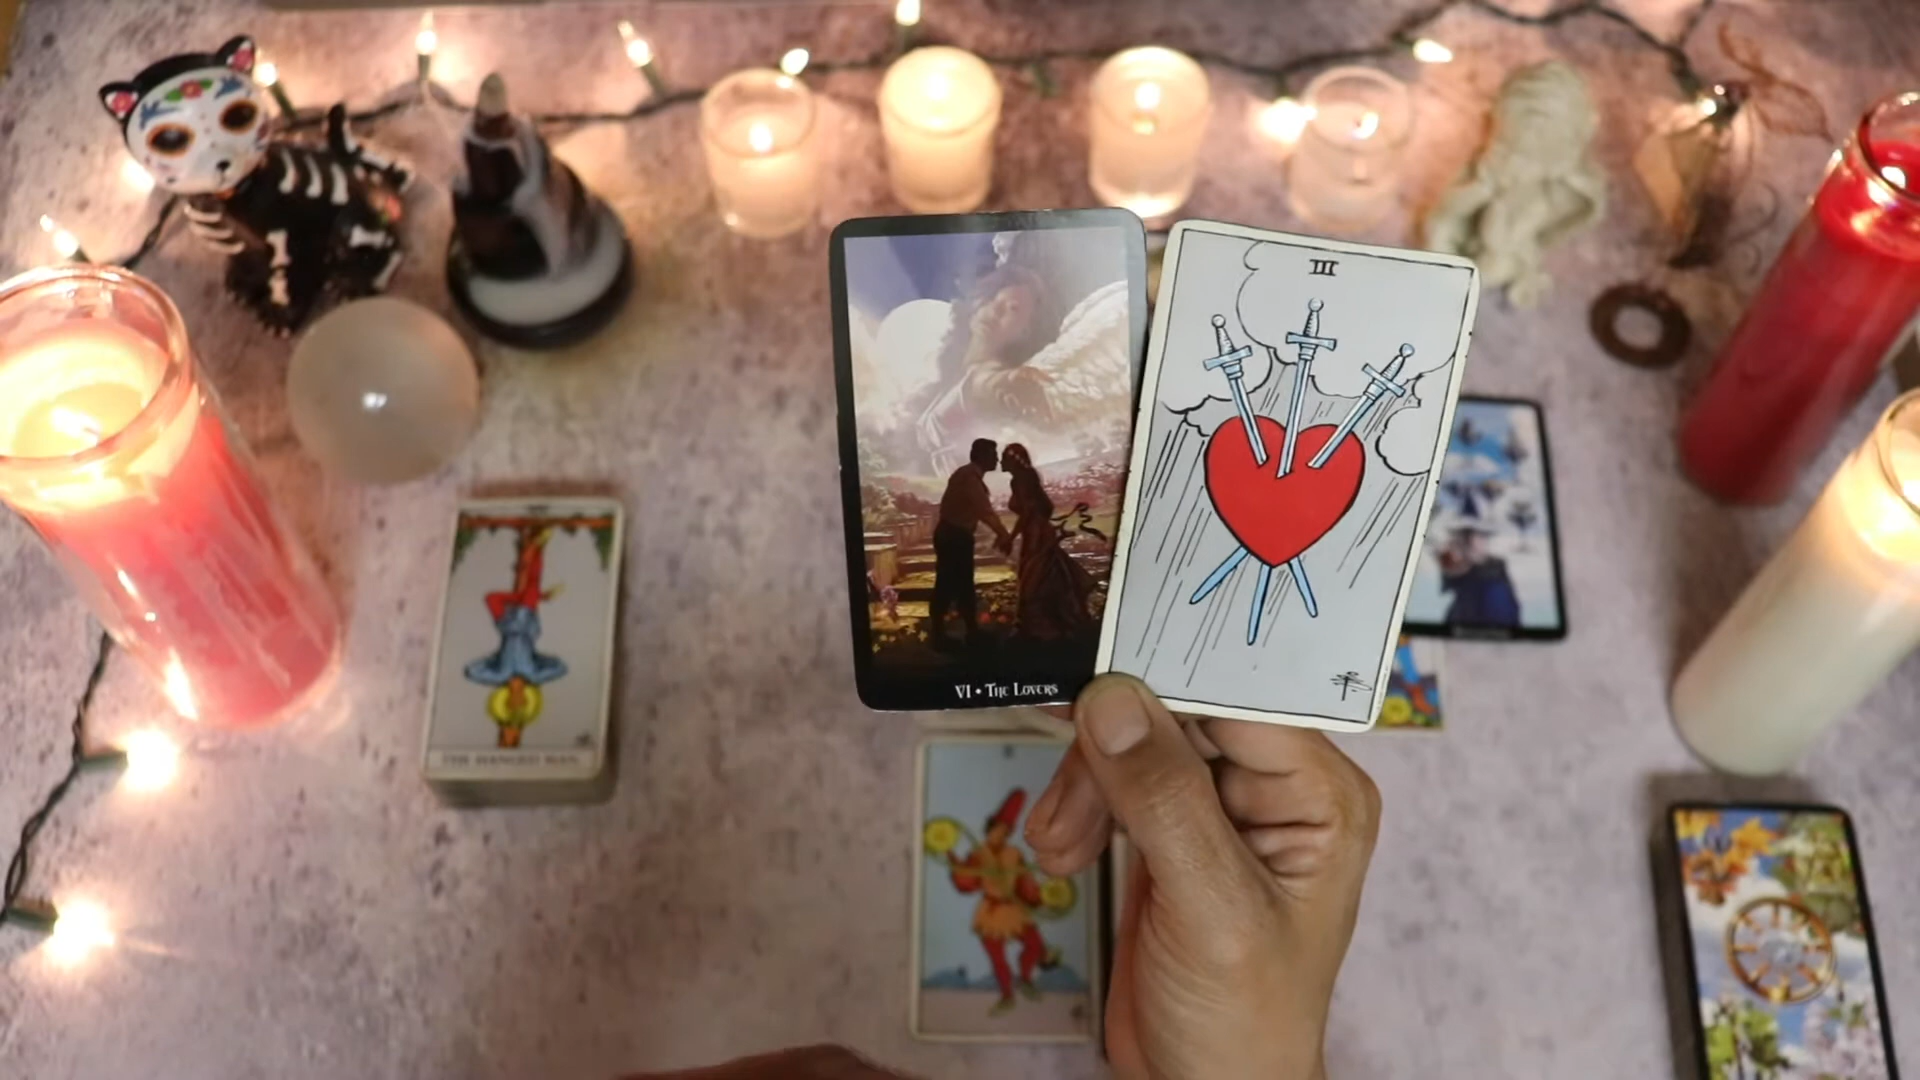 III
VI • The Lovers
THE HANGED MAN.